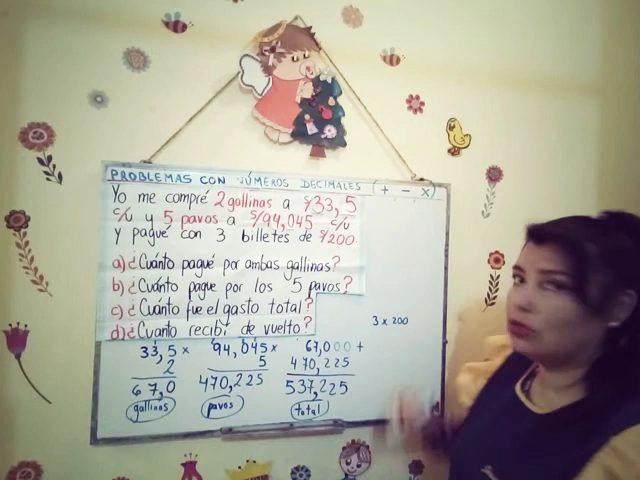 PROBLEMAS CON NÚMEROS DECIMALES (+ - x)
Yo me compré 2 gallinas a $33,5
c/u y 5 pavos a $/94,045 c/u
y pagué con 3 billetes de $200.
a) ¿Cuánto pagué por ambas gallinas?
b) ¿Cuánto pague por los 5 pavos?
c) ¿Cuánto fue el gasto total?
d) ¿Cuanto recibí de vuelto?
3 x 200
33,5 x 94,045 x 67,000 +
2 5 470,225
67,0 470,225 537,225
gallinas pavos total